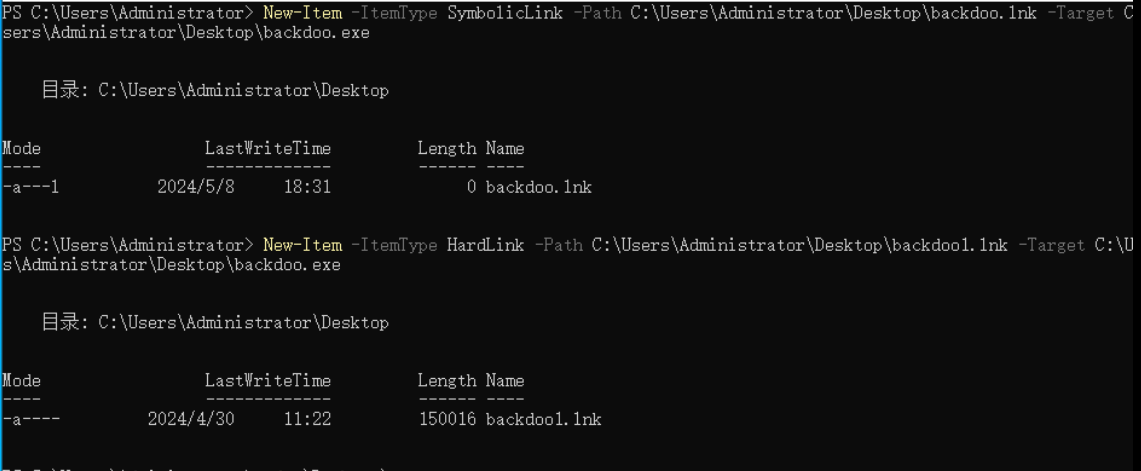 PS C:\Users\Administrator> New-Item -ItemType SymbolicLink -Path C:\Users\Administrator\Desktop\backdoo.lnk -Target C
sers\Administrator\Desktop\backdoo.exe
目录: C:\Users\Administrator\Desktop
Mode LastWriteTime Length Name
---- ------------- ------ ----
-a---l 2024/5/8 18:31 0 backdoo.lnk
PS C:\Users\Administrator> New-Item -ItemType HardLink -Path C:\Users\Administrator\Desktop\backdoo1.lnk -Target C:\U
s\Administrator\Desktop\backdoo.exe
目录: C:\Users\Administrator\Desktop
Mode LastWriteTime Length Name
---- ------------- ------ ----
-a---- 2024/4/30 11:22 150016 backdoo1.lnk